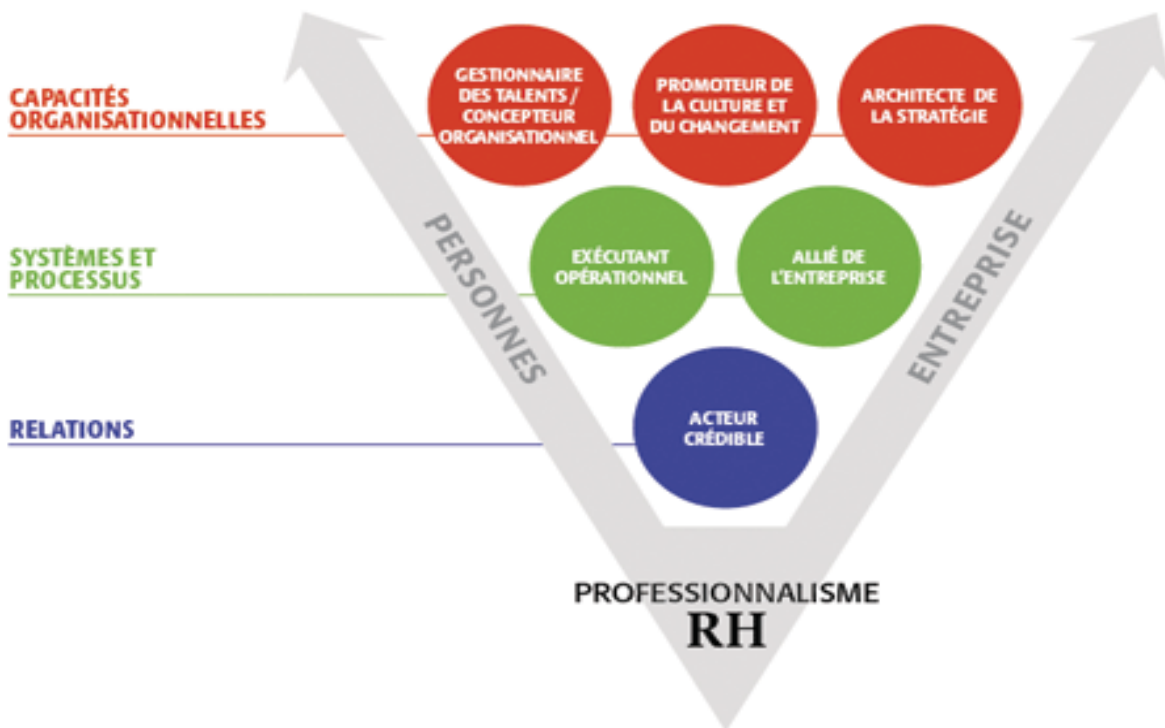 CAPACITÉS
ORGANISATIONNELLES
GESTIONNAIRE
DES TALENTS /
CONCEPTEUR
ORGANISATIONNEL
PROMOTEUR DE
LA CULTURE ET
DU CHANGEMENT
ARCHITECTE DE
LA STRATÉGIE
PERSONNES
ENTREPRISE
SYSTÈMES ET
PROCESSUS
EXÉCUTANT
OPÉRATIONNEL
ALLIÉ DE
L'ENTREPRISE
RELATIONS
ACTEUR
CRÉDIBLE
PROFESSIONNALISME
RH